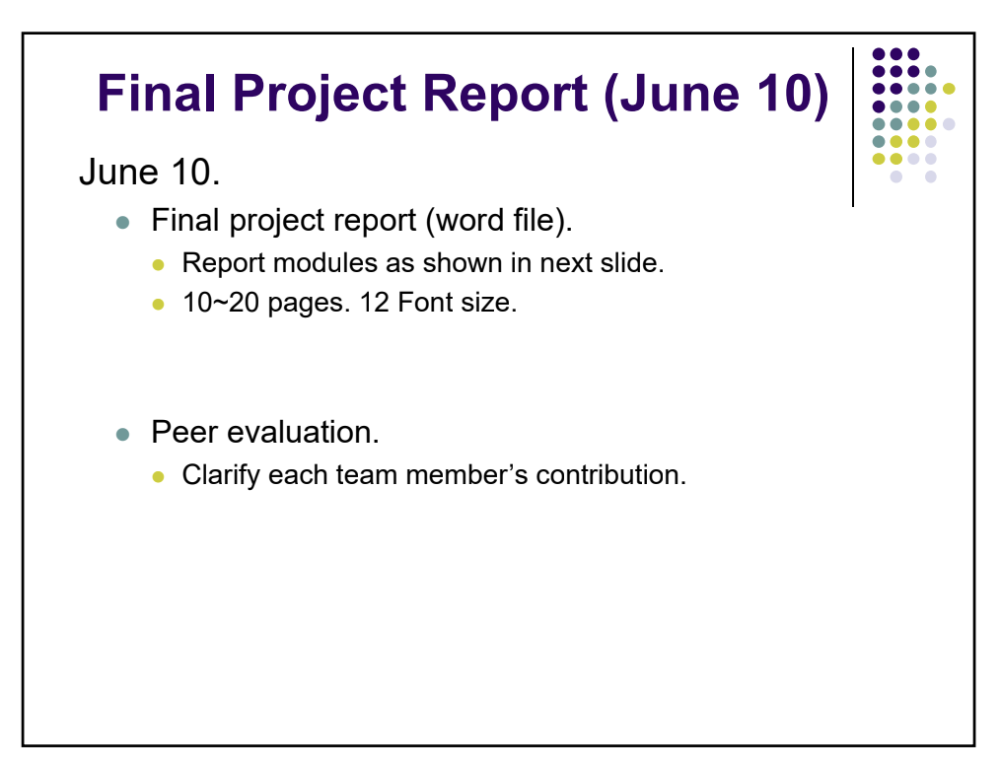 Final Project Report (June 10)
June 10.
Final project report (word file).
Report modules as shown in next slide.
10~20 pages. 12 Font size.
Peer evaluation.
Clarify each team member’s contribution.